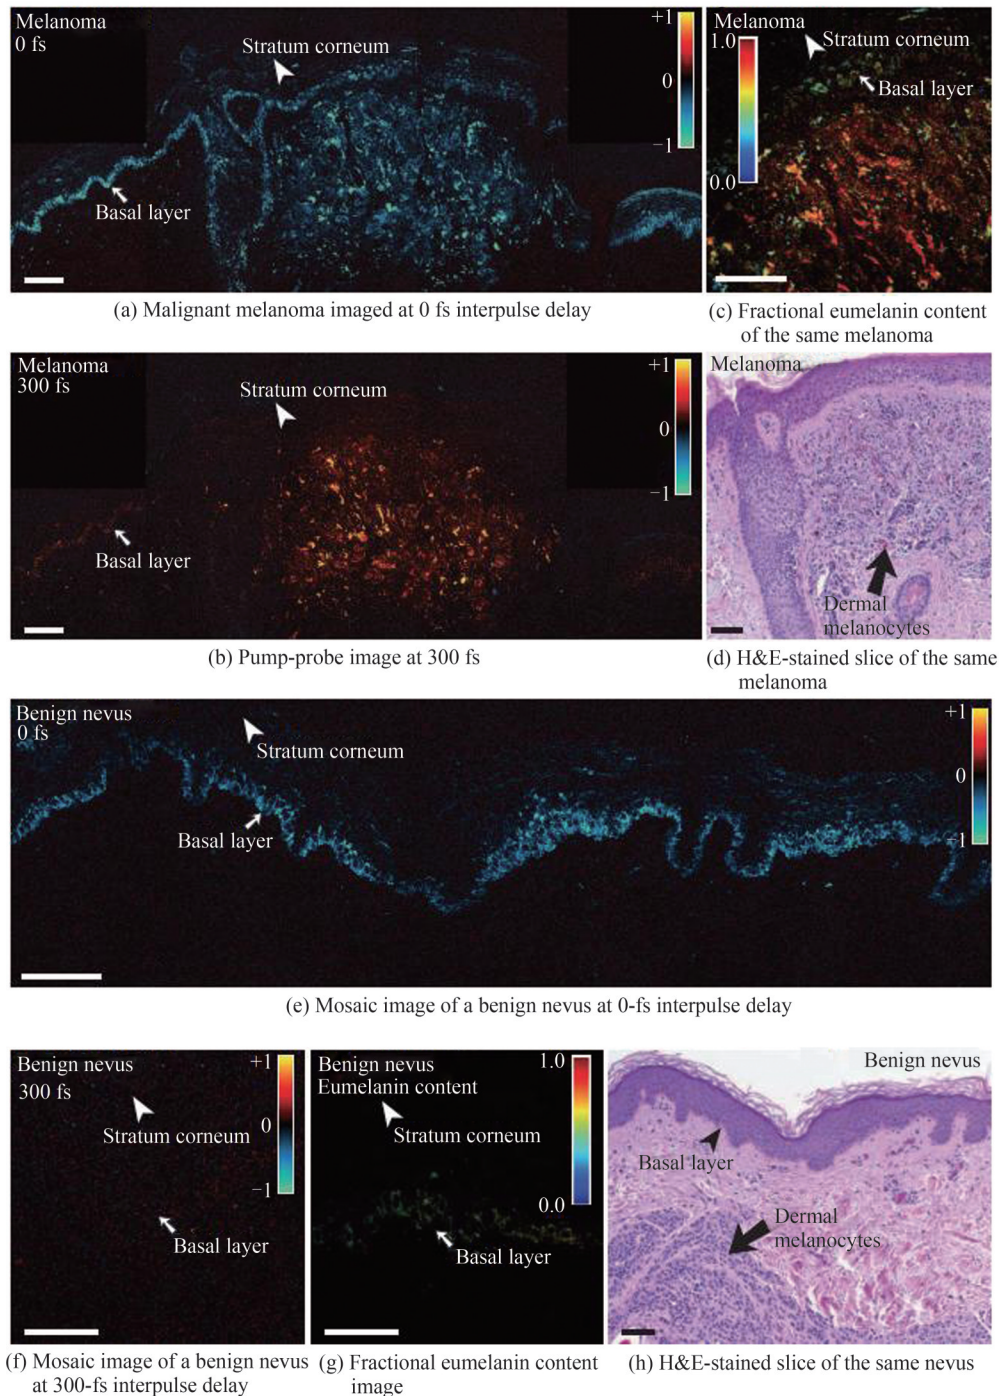 Melanoma
0 fs
Stratum corneum
Basal layer
+1
0
−1
(a) Malignant melanoma imaged at 0 fs interpulse delay
Melanoma
1.0
Stratum corneum
Basal layer
0.0
(c) Fractional eumelanin content
of the same melanoma
Melanoma
300 fs
Stratum corneum
Basal layer
+1
0
−1
(b) Pump-probe image at 300 fs
Melanoma
Dermal
melanocytes
(d) H&E-stained slice of the same
melanoma
Benign nevus
0 fs
Stratum corneum
Basal layer
+1
0
−1
(e) Mosaic image of a benign nevus at 0-fs interpulse delay
Benign nevus
300 fs
+1
0
−1
Stratum corneum
Basal layer
(f) Mosaic image of a benign nevus
at 300-fs interpulse delay
Benign nevus
Eumelanin content
1.0
Stratum corneum
0.0
Basal layer
(g) Fractional eumelanin content
image
Benign nevus
Basal layer
Dermal
melanocytes
(h) H&E-stained slice of the same nevus